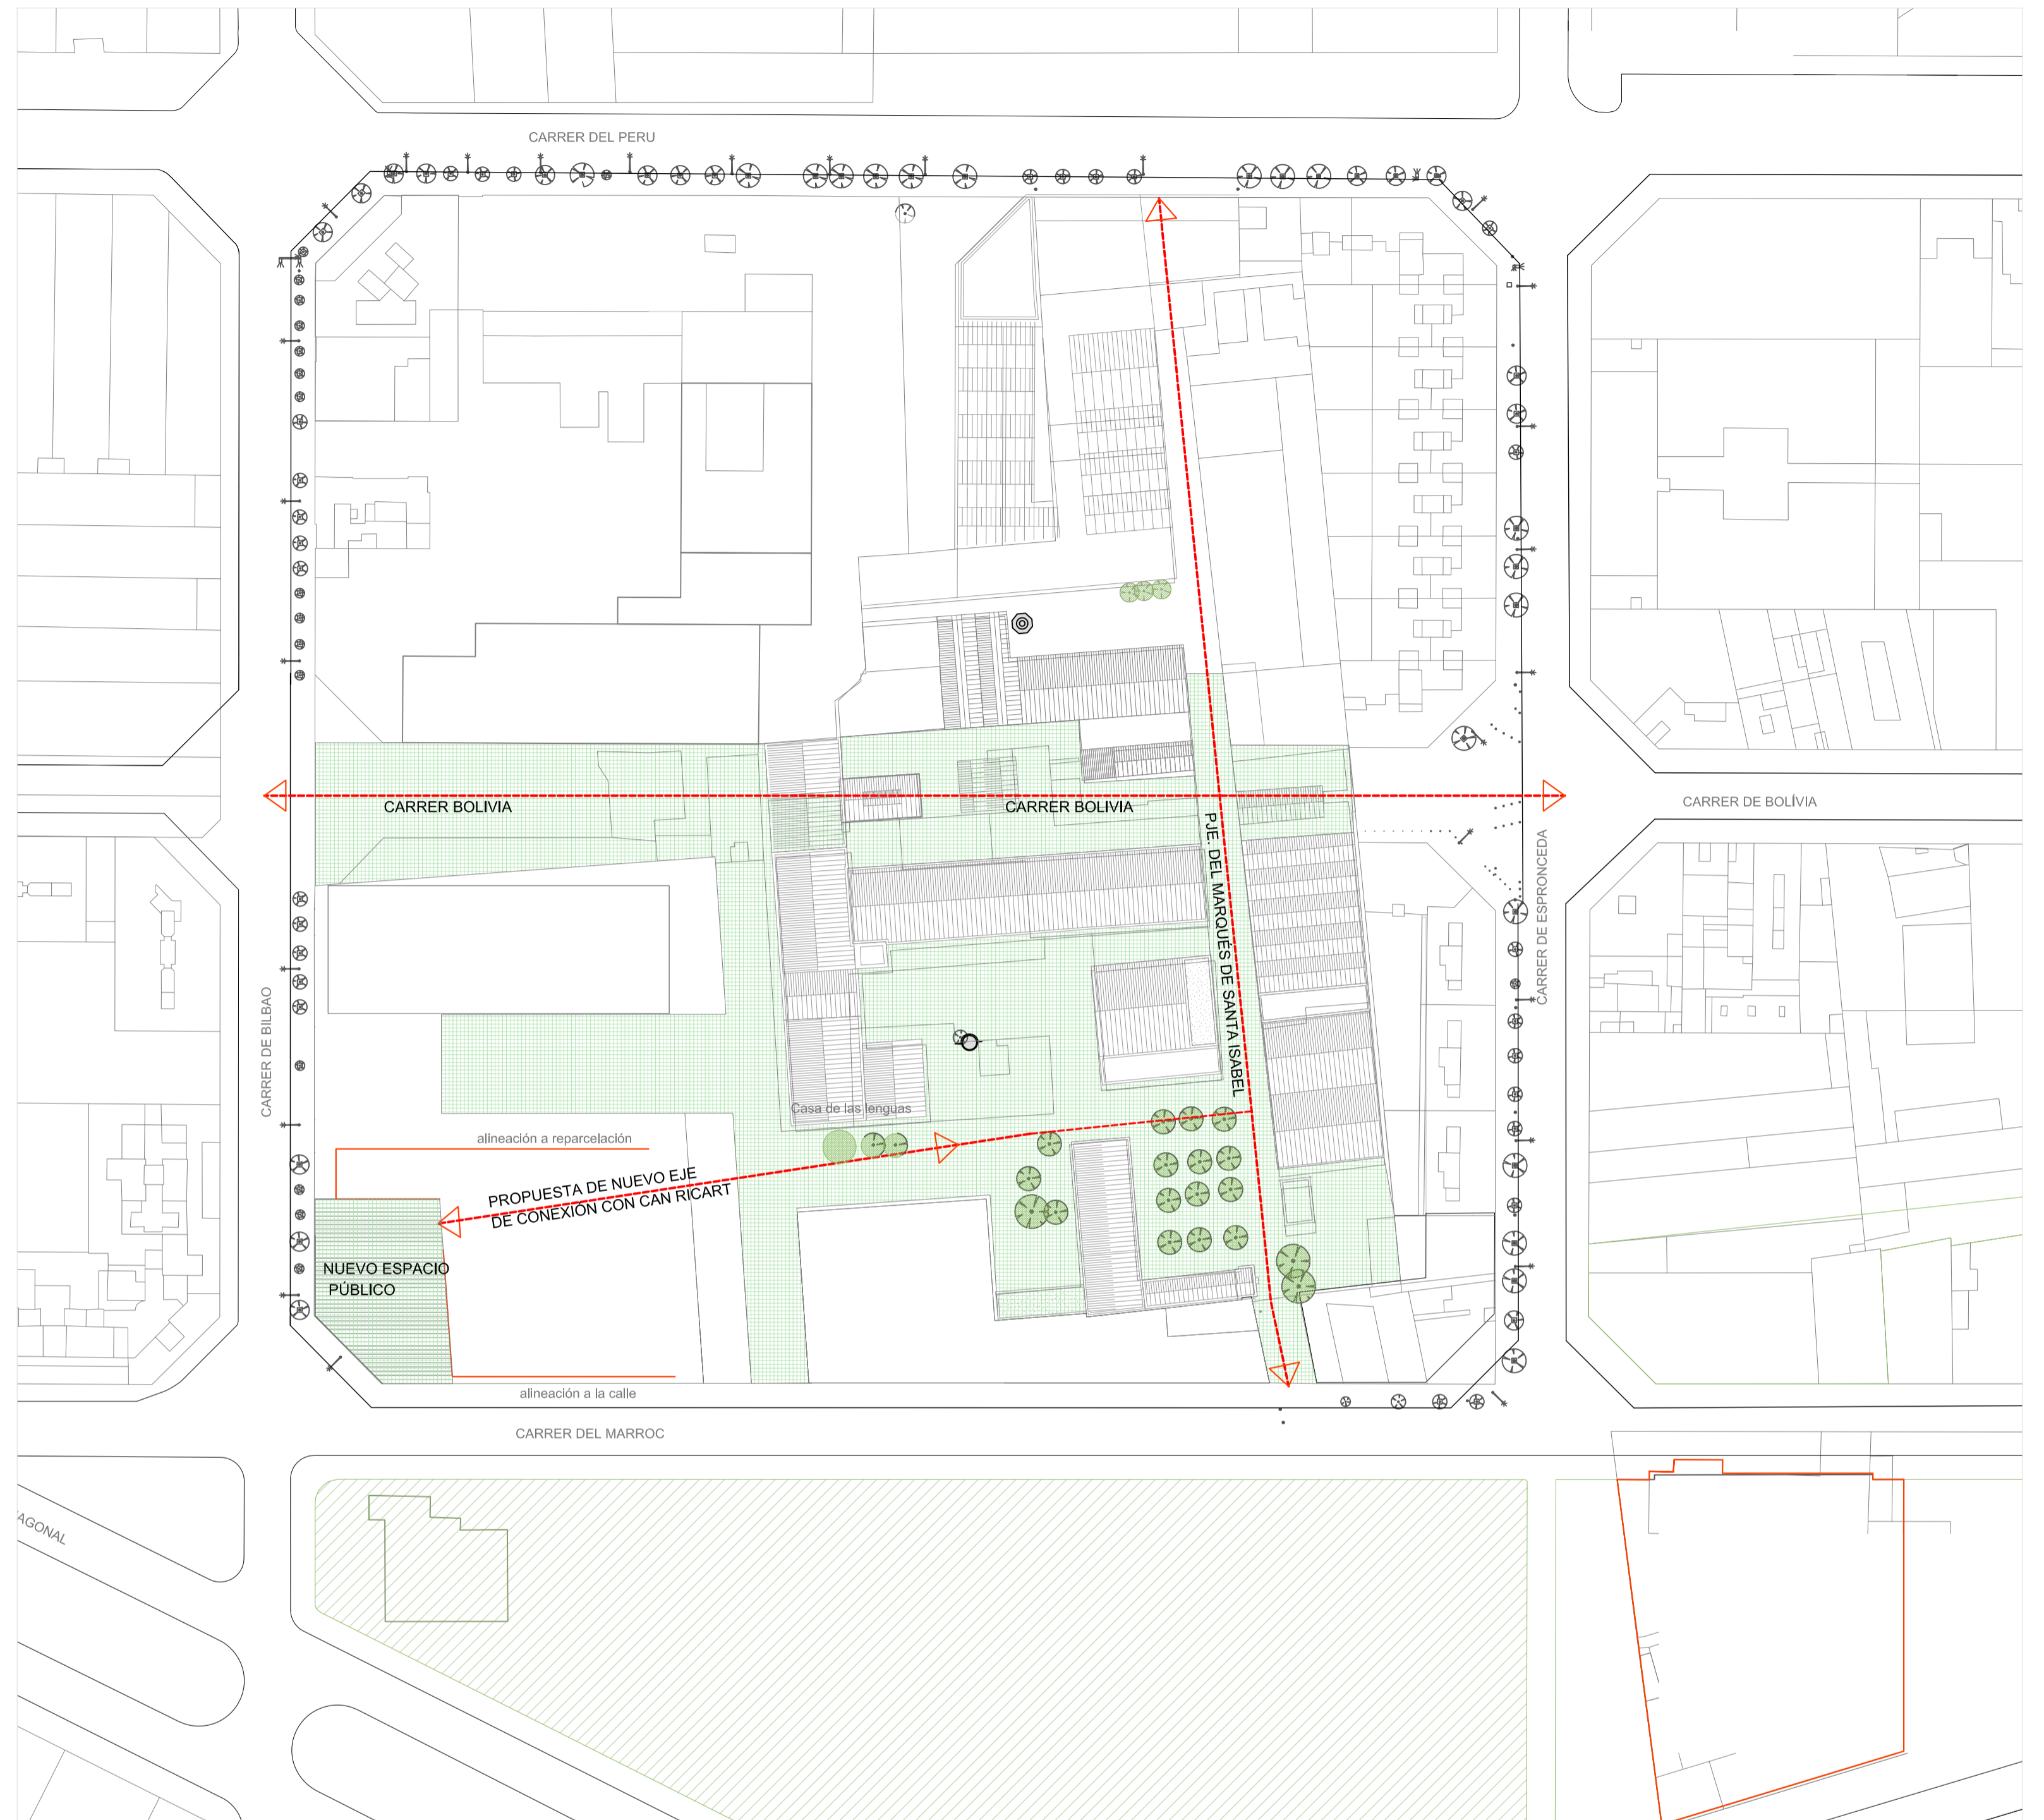 CARRER DEL PERU
CARRER BOLIVIA
CARRER BOLIVIA
CARRER DE BOLÍVIA
PJE. DEL MARQUÉS DE SANTA ISABEL
CARRER DE ESPRONCEDA
CARRER DE BILBAO
Casa de las lenguas
alineación a reparcelación
PROPUESTA DE NUEVO EJE
DE CONEXIÓN CON CAN RICART
NUEVO ESPACIO
PÚBLICO
alineación a la calle
CARRER DEL MARROC
AGONAL